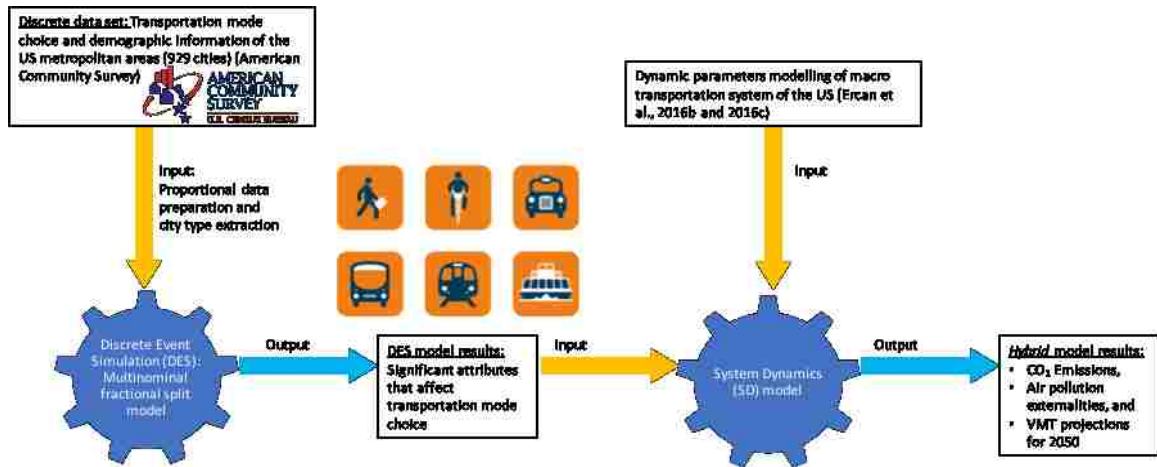 Discrete data set: Transportation mode
choice and demographic information of the
US metropolitan areas (929 cities) (American
Community Survey)
AMERICAN
COMMUNITY
SURVEY
U.S. CENSUS BUREAU
Dynamic parameters modelling of macro
transportation system of the US (Ercan et
al., 2016b and 2016c)
Input:
Proportional data
preparation and
city type extraction
Input
Discrete Event
Simulation (DES):
Multinominal
fractional split
model
Output
DES model results:
Significant attributes
that affect
transportation mode
choice
Input
System Dynamics
(SD) model
Output
Hybrid model results:
• CO₂ Emissions,
• Air pollution
externalities, and
• VMT projections
for 2050